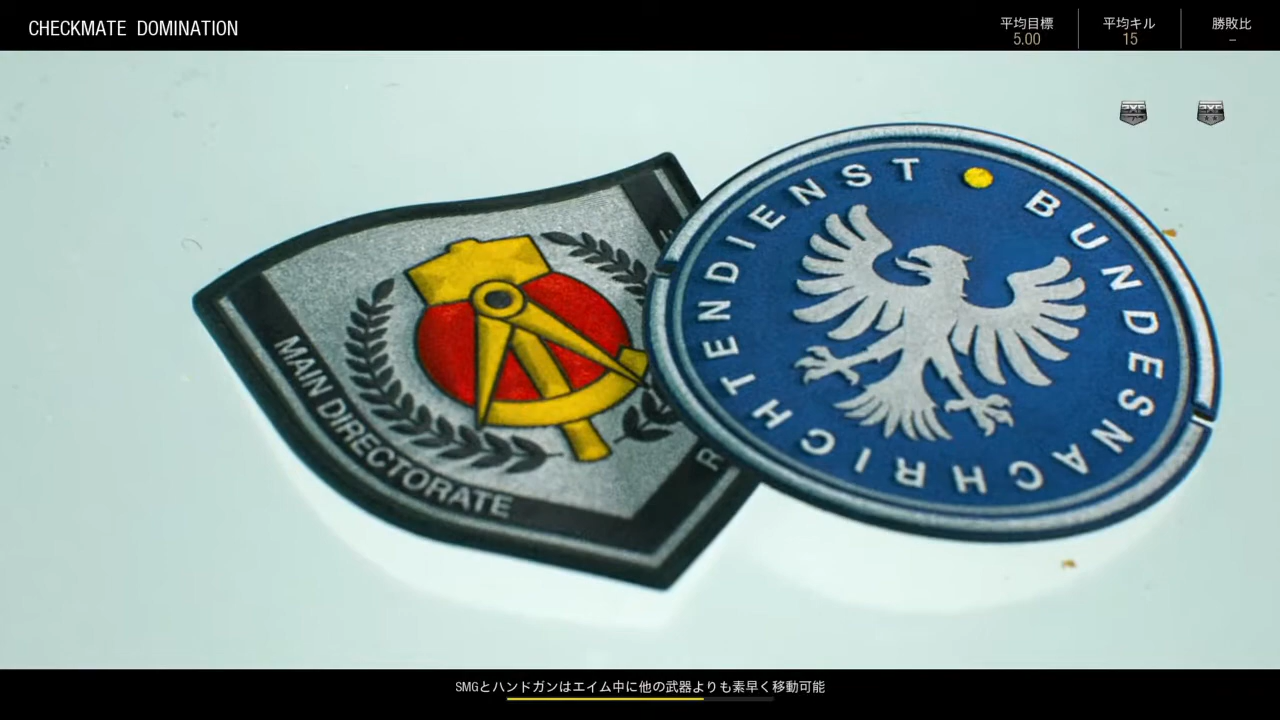 CHECKMATE DOMINATION
平均目標
5.00
平均キル
15
勝敗比
–
2XP
2XP
MAIN DIRECTORATE
BUNDESNACHRICHTENDIENST
SMGとハンドガンはエイム中に他の武器よりも素早く移動可能